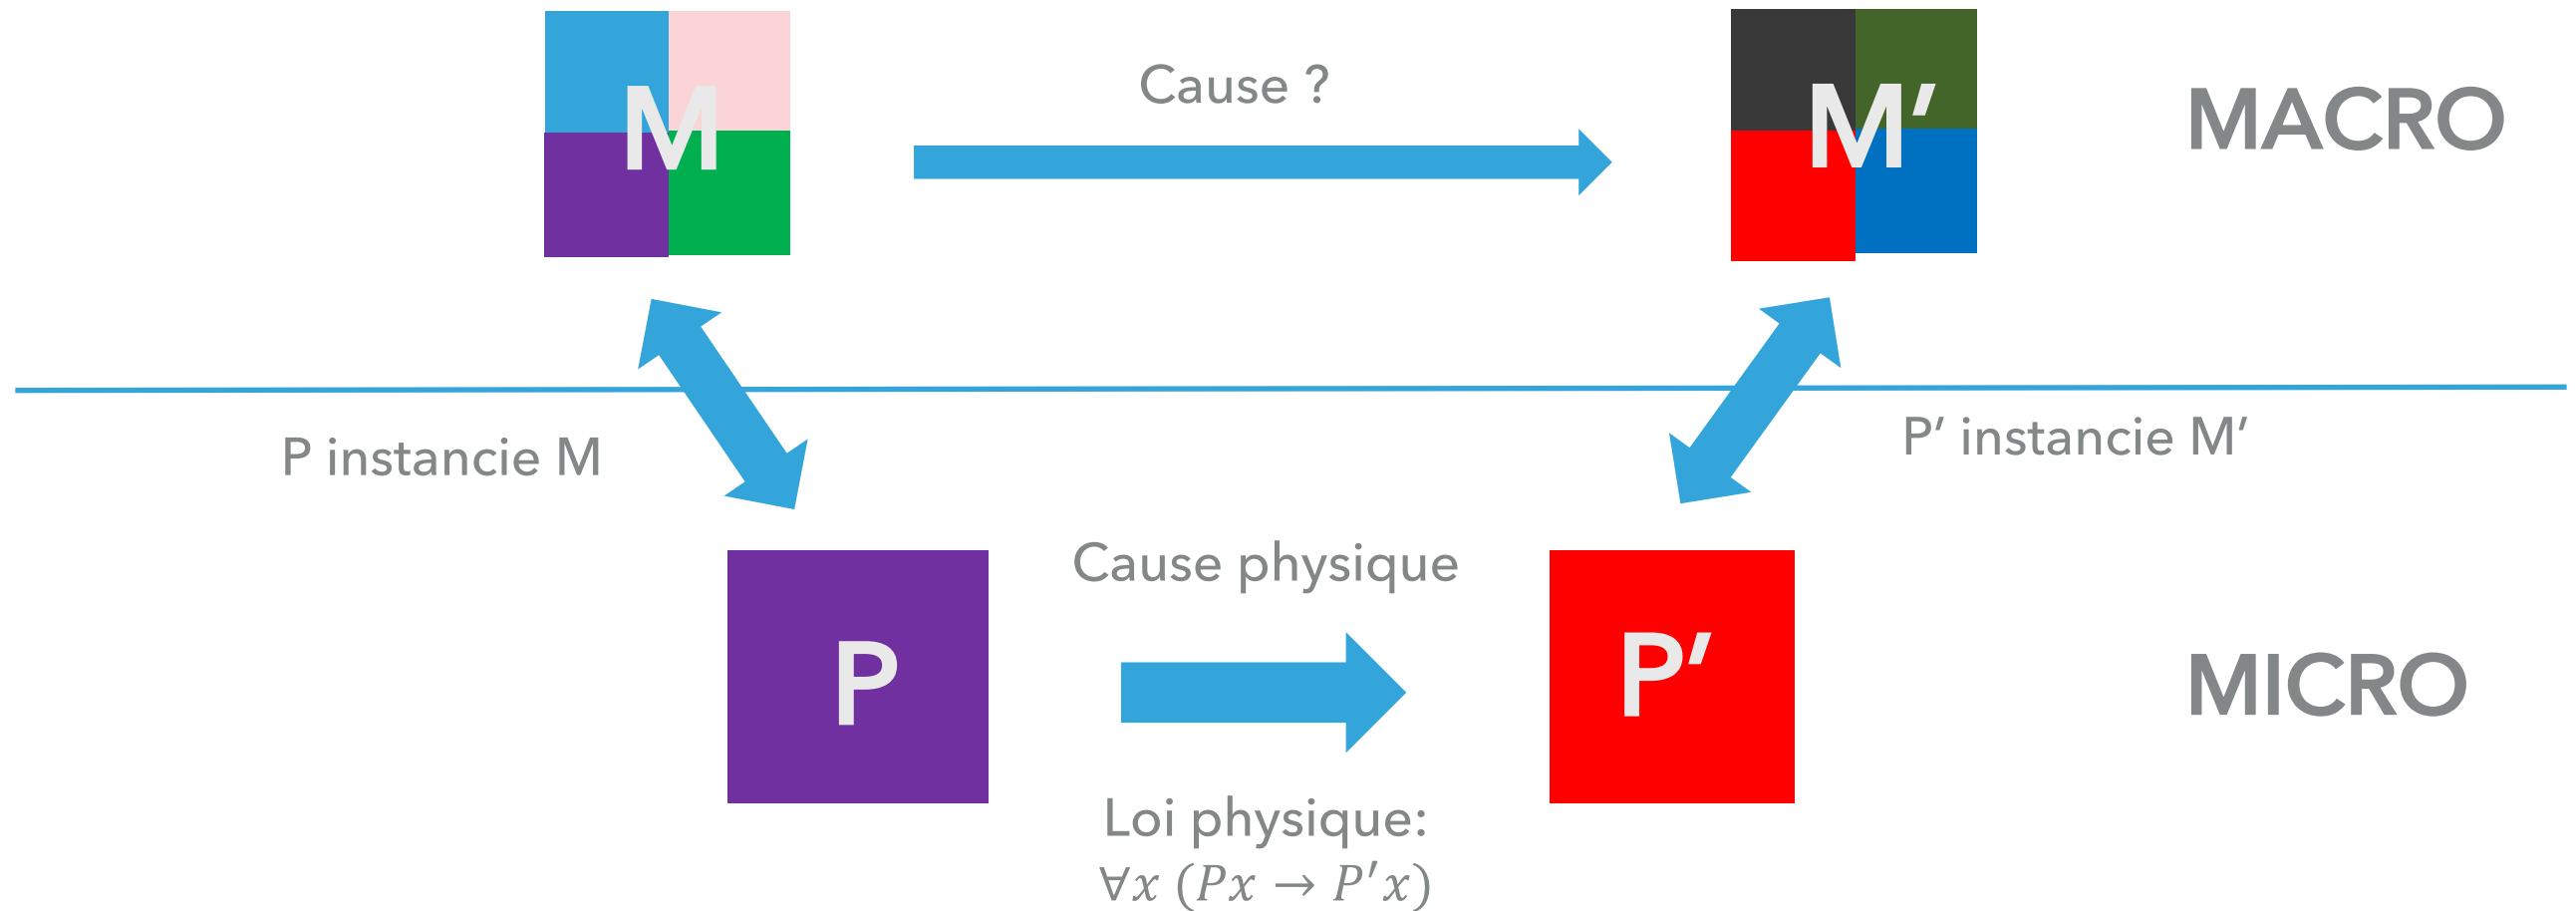 M
Cause ?
M′
MACRO
P instancie M
P′ instancie M′
Cause physique
P
P′
MICRO
Loi physique:
∀x (Px → P′x)